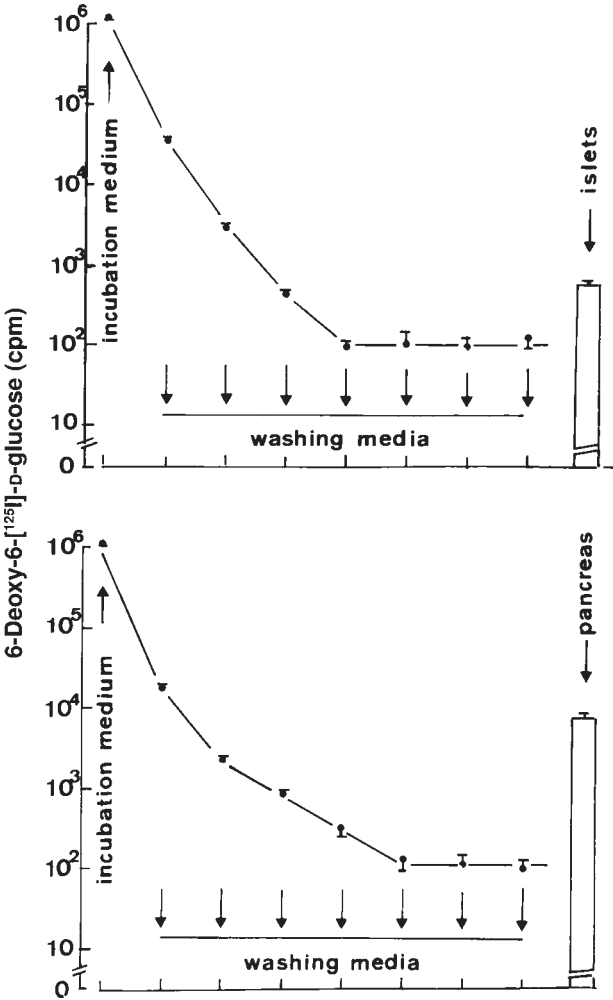 6-Deoxy-6-[¹²⁵I]-D-glucose (cpm)
10⁶
10⁵
10⁴
10³
10²
10
0
incubation medium
washing media
islets
10⁶
10⁵
10⁴
10³
10²
10
0
incubation medium
washing media
pancreas